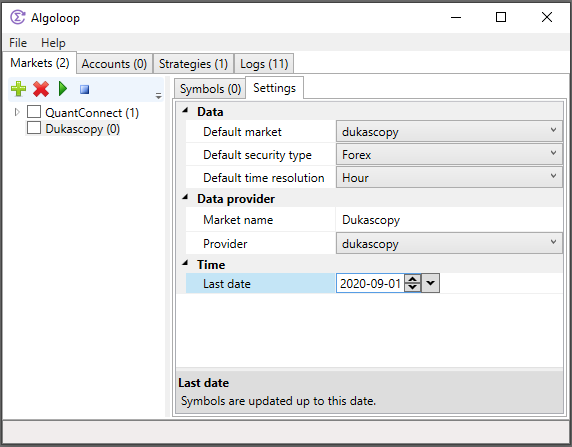 Algoloop
File Help
Markets (2) Accounts (0) Strategies (1) Logs (11)
Symbols (0) Settings
QuantConnect (1)
Dukascopy (0)
Data
Default market dukascopy
Default security type Forex
Default time resolution Hour
Data provider
Market name Dukascopy
Provider dukascopy
Time
Last date 2020-09-01
Last date
Symbols are updated up to this date.